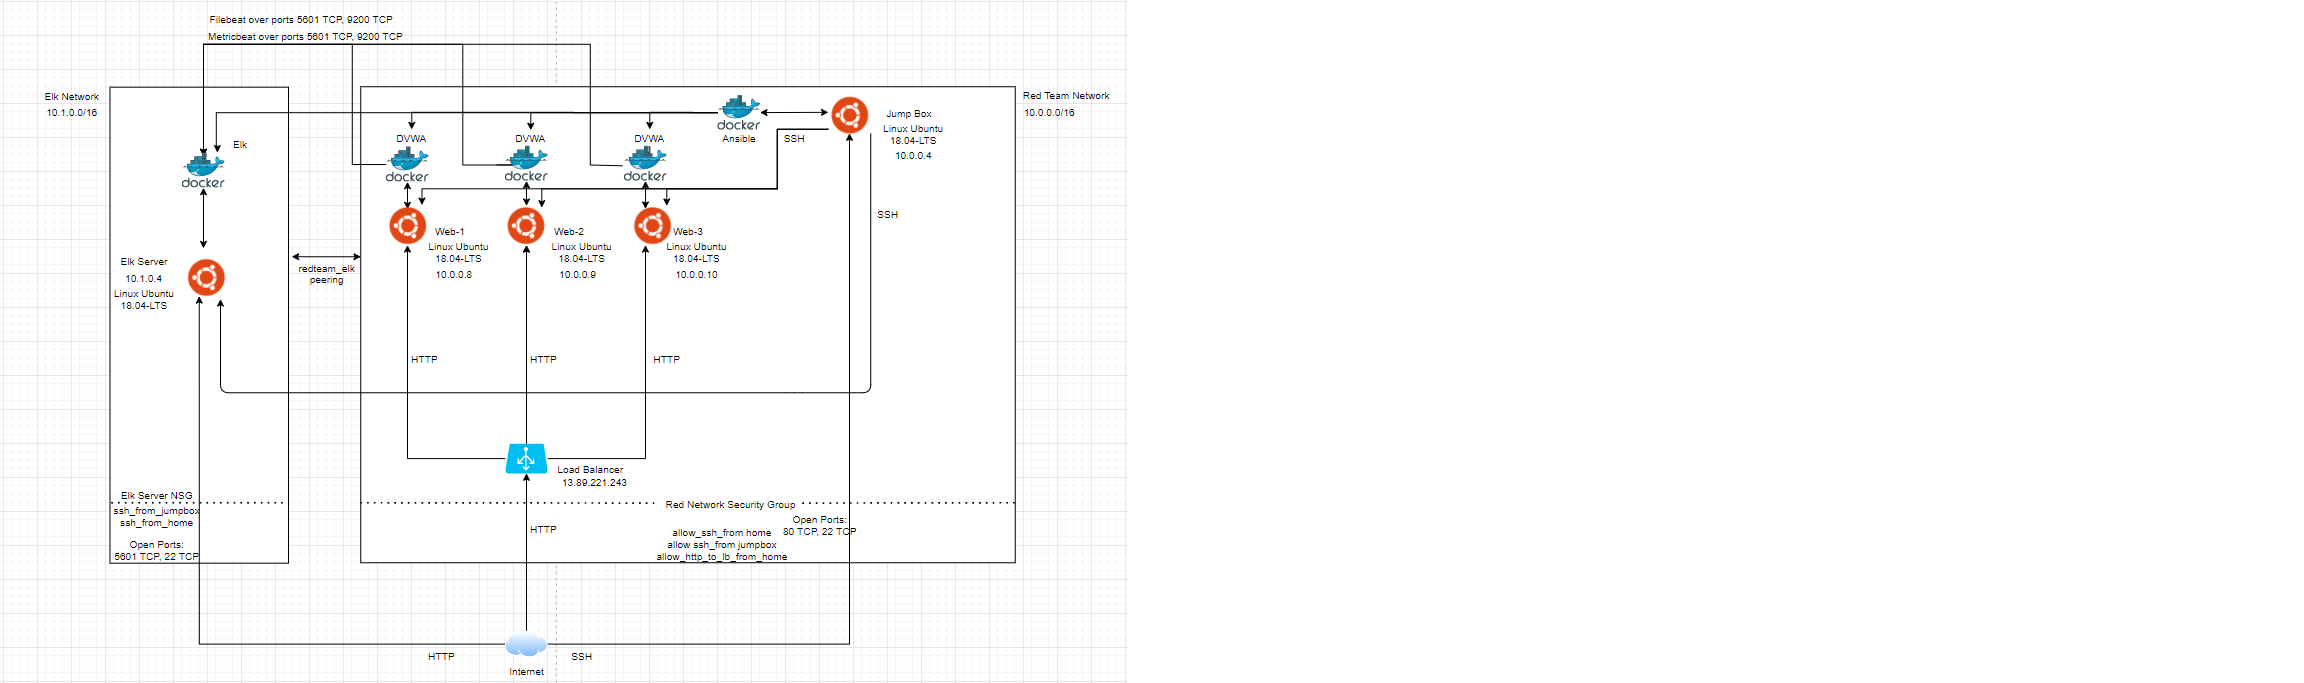 Filebeat over ports 5601 TCP, 9200 TCP
Metricbeat over ports 5601 TCP, 9200 TCP
Elk Network
10.1.0.0/16
Red Team Network
10.0.0.0/16
Elk
docker
DVWA
docker
DVWA
docker
DVWA
docker
docker
Ansible
SSH
Jump Box
Linux Ubuntu
18.04-LTS
10.0.0.4
SSH
Web-1
Linux Ubuntu
18.04-LTS
10.0.0.8
Web-2
Linux Ubuntu
18.04-LTS
10.0.0.9
Web-3
Linux Ubuntu
18.04-LTS
10.0.0.10
Elk Server
10.1.0.4
Linux Ubuntu
18.04-LTS
redteam_elk
peering
HTTP
HTTP
HTTP
Load Balancer
13.89.221.243
Elk Server NSG
ssh_from_jumpbox
ssh_from_home
Open Ports:
5601 TCP, 22 TCP
Red Network Security Group
Open Ports:
80 TCP, 22 TCP
allow_ssh_from home
allow ssh_from jumpbox
allow_http_to_lb_from_home
HTTP
HTTP
SSH
Internet